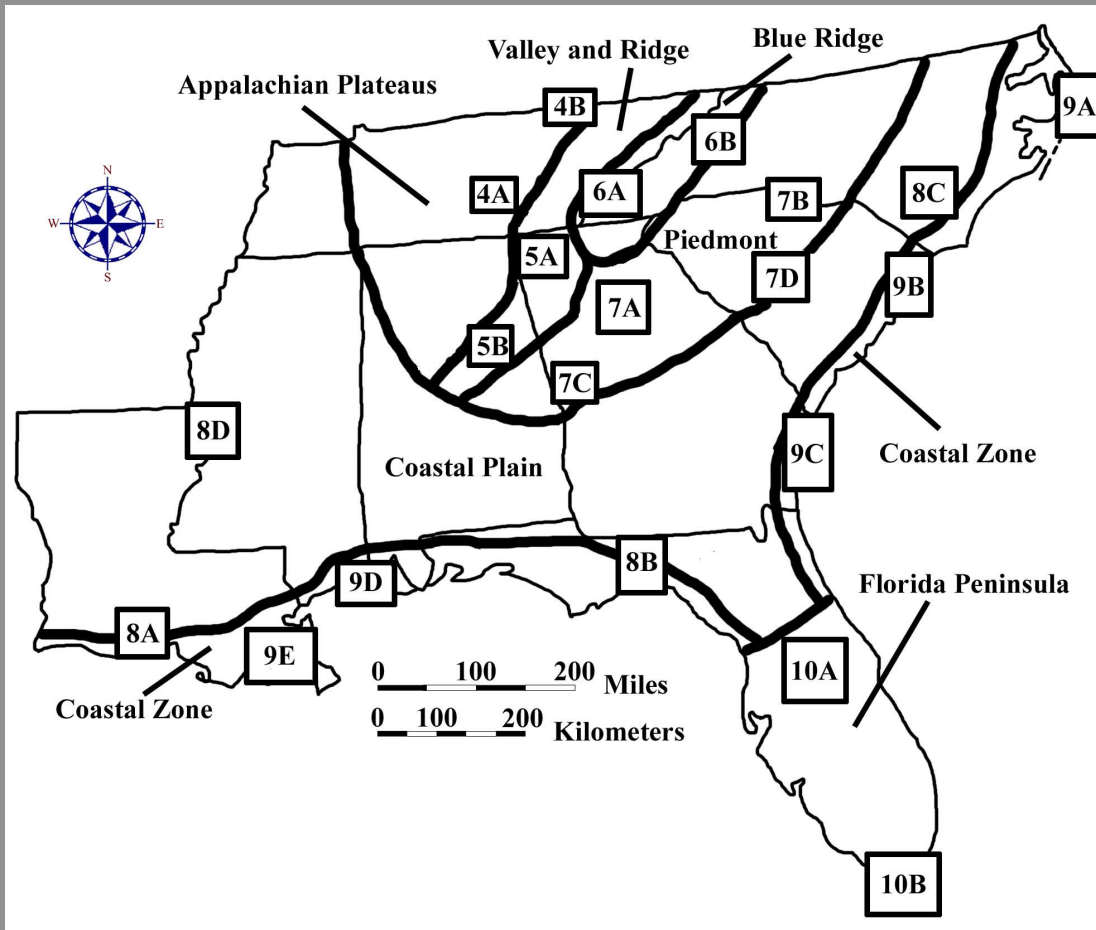 Blue Ridge
Valley and Ridge
Appalachian Plateaus
4B
9A
6B
N
W
E
S
4A
6A
7B
8C
5A
Piedmont
7D
9B
7A
5B
7C
8D
9C
Coastal Zone
Coastal Plain
8B
9D
Florida Peninsula
8A
9E
10A
Coastal Zone
0 100 200
Miles
0 100 200
Kilometers
10B